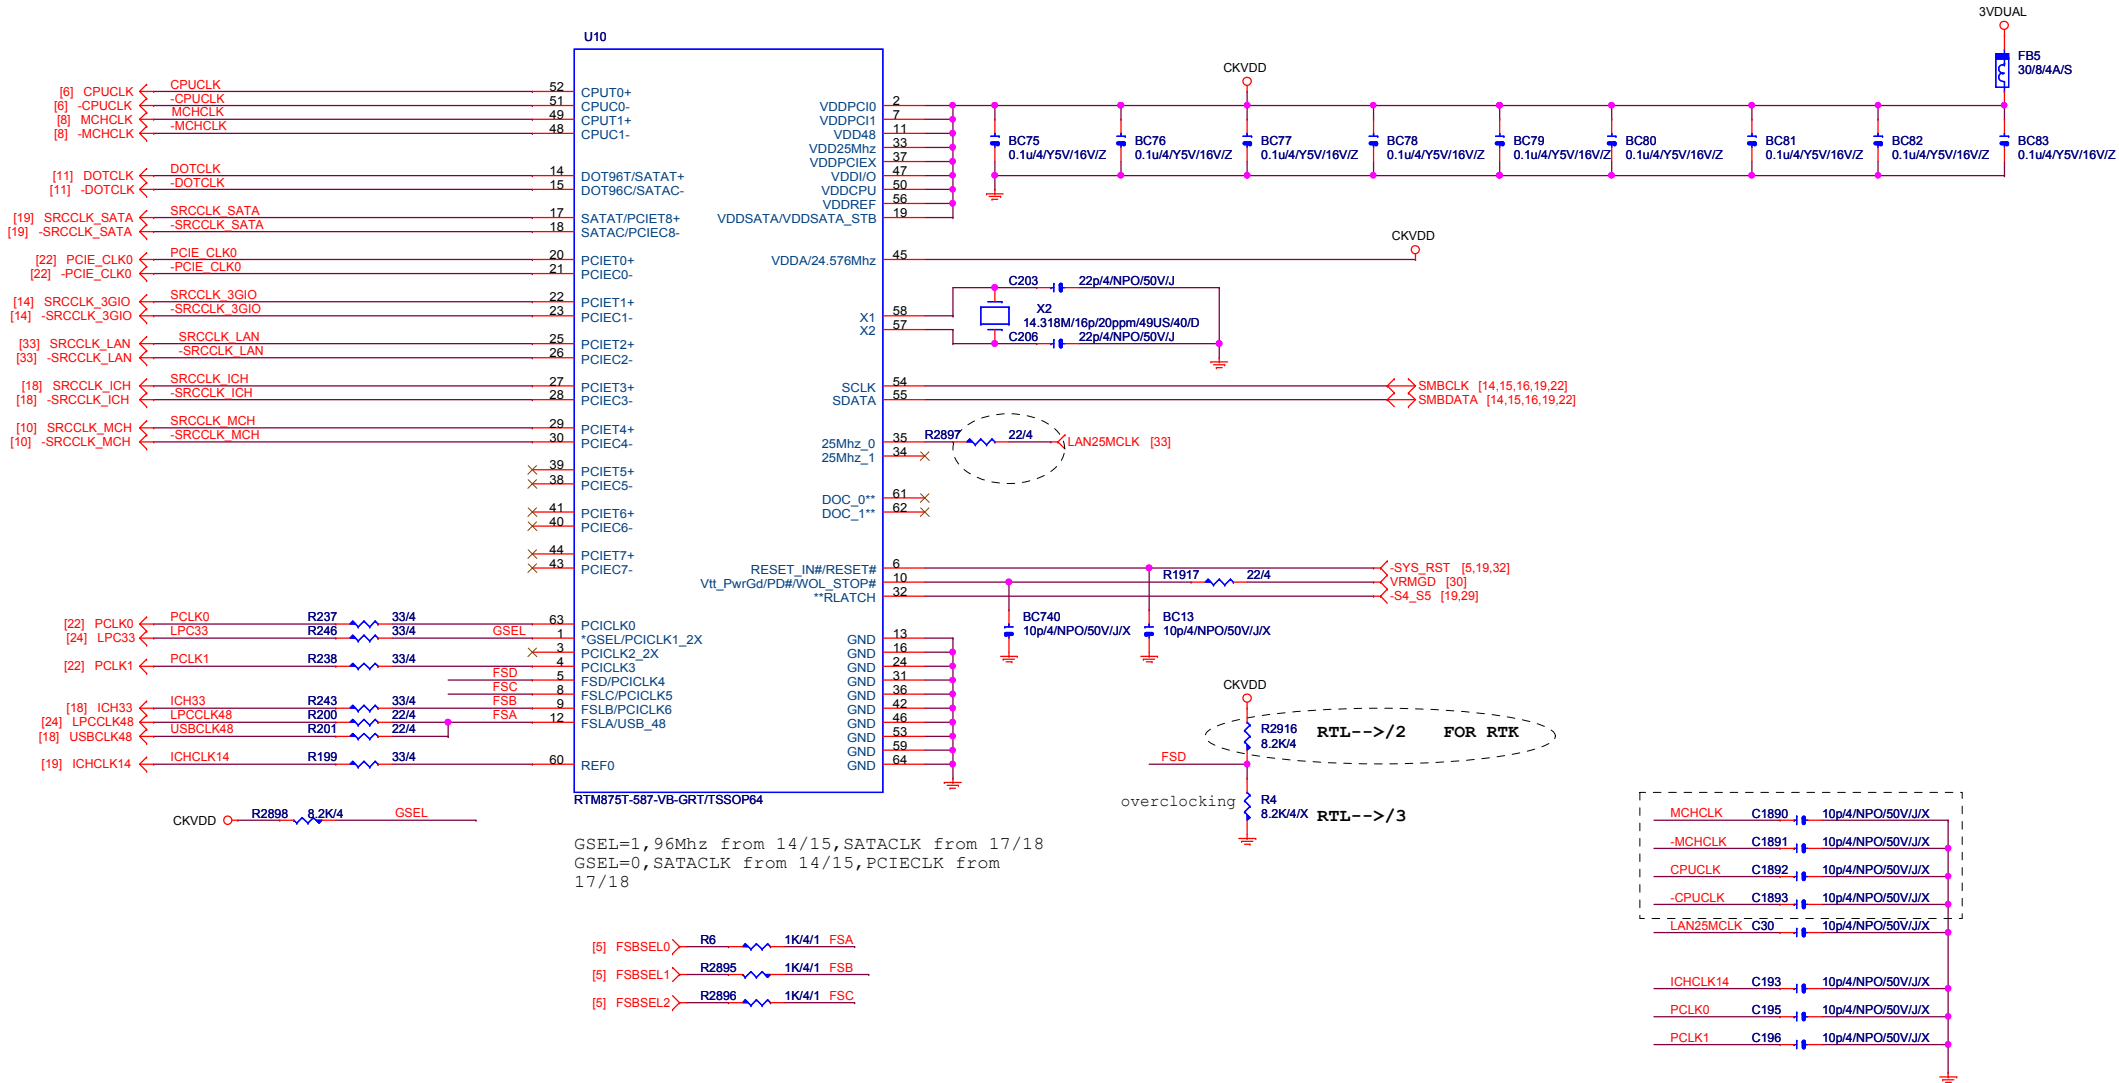 3VDUAL
FB5
30/8/4A/S
U10
CKVDD
[6] CPUCLK CPUCLK 52 CPUT0+
[6] -CPUCLK -CPUCLK 51 CPUC0-
[8] MCHCLK MCHCLK 49 CPUT1+
[8] -MCHCLK -MCHCLK 48 CPUC1-
[11] DOTCLK DOTCLK 14 DOT96T/SATAT+
[11] -DOTCLK -DOTCLK 15 DOT96C/SATAC-
[19] SRCCLK_SATA SRCCLK_SATA 17 SATAT/PCIET8+
[19] -SRCCLK_SATA -SRCCLK_SATA 18 SATAC/PCIEC8-
[22] PCIE_CLK0 PCIE_CLK0 20 PCIET0+
[22] -PCIE_CLK0 -PCIE_CLK0 21 PCIEC0-
[14] SRCCLK_3GIO SRCCLK_3GIO 22 PCIET1+
[14] -SRCCLK_3GIO -SRCCLK_3GIO 23 PCIEC1-
[33] SRCCLK_LAN SRCCLK_LAN 25 PCIET2+
[33] -SRCCLK_LAN -SRCCLK_LAN 26 PCIEC2-
[18] SRCCLK_ICH SRCCLK_ICH 27 PCIET3+
[18] -SRCCLK_ICH -SRCCLK_ICH 28 PCIEC3-
[10] SRCCLK_MCH SRCCLK_MCH 29 PCIET4+
[10] -SRCCLK_MCH -SRCCLK_MCH 30 PCIEC4-
39 PCIET5+
38 PCIEC5-
41 PCIET6+
40 PCIEC6-
44 PCIET7+
43 PCIEC7-
[22] PCLK0 PCLK0 R237 33/4 63 PCICLK0
[24] LPC33 LPC33 R246 33/4 GSEL 1 *GSEL/PCICLK1_2X
3 PCICLK2_2X
[22] PCLK1 PCLK1 R238 33/4 4 PCICLK3
FSD 5 FSD/PCICLK4
FSC 8 FSLC/PCICLK5
[18] ICH33 ICH33 R243 33/4 FSB 9 FSLB/PCICLK6
[24] LPCCLK48 LPCCLK48 R200 22/4 FSA 12 FSLA/USB_48
[18] USBCLK48 USBCLK48 R201 22/4
[19] ICHCLK14 ICHCLK14 R199 33/4 60 REF0
VDDPCI0 2
VDDPCI1 7
VDD48 11
VDD25Mhz 33
VDDPCIEX 37
VDDI/O 47
VDDCPU 50
VDDREF 56
VDDSATA/VDDSATA_STB 19
BC75 BC76 BC77 BC78 BC79 BC80 BC81 BC82 BC83
0.1u/4/Y5V/16V/Z 0.1u/4/Y5V/16V/Z 0.1u/4/Y5V/16V/Z 0.1u/4/Y5V/16V/Z 0.1u/4/Y5V/16V/Z 0.1u/4/Y5V/16V/Z 0.1u/4/Y5V/16V/Z 0.1u/4/Y5V/16V/Z 0.1u/4/Y5V/16V/Z
CKVDD
VDDA/24.576Mhz 45
C203 22p/4/NPO/50V/J
X1 58
X2
14.318M/16p/20ppm/49US/40/D
X2 57
C206 22p/4/NPO/50V/J
SCLK 54 SMBCLK [14,15,16,19,22]
SDATA 55 SMBDATA [14,15,16,19,22]
25Mhz_0 35 R2897 22/4 LAN25MCLK [33]
25Mhz_1 34
DOC_0** 61
DOC_1** 62
RESET_IN#/RESET# 6 -SYS_RST [5,19,32]
Vtt_PwrGd/PD#/WOL_STOP# 10 R1917 22/4 VRMGD [30]
**RLATCH 32 -S4_S5 [19,29]
BC740 BC13
10p/4/NPO/50V/J/X 10p/4/NPO/50V/J/X
GND 13
GND 16
GND 24
GND 31
GND 36
GND 42
GND 46
GND 53
GND 59
GND 64
RTM875T-587-VB-GRT/TSSOP64
CKVDD R2898 8.2K/4 GSEL
GSEL=1,96Mhz from 14/15,SATACLK from 17/18
GSEL=0,SATACLK from 14/15,PCIECLK from
17/18
CKVDD
R2916
8.2K/4
RTL-->/2 FOR RTK
FSD
overclocking
R4
8.2K/4/X
RTL-->/3
[5] FSBSEL0 R6 1K/4/1 FSA
[5] FSBSEL1 R2895 1K/4/1 FSB
[5] FSBSEL2 R2896 1K/4/1 FSC
MCHCLK C1890 10p/4/NPO/50V/J/X
-MCHCLK C1891 10p/4/NPO/50V/J/X
CPUCLK C1892 10p/4/NPO/50V/J/X
-CPUCLK C1893 10p/4/NPO/50V/J/X
LAN25MCLK C30 10p/4/NPO/50V/J/X
ICHCLK14 C193 10p/4/NPO/50V/J/X
PCLK0 C195 10p/4/NPO/50V/J/X
PCLK1 C196 10p/4/NPO/50V/J/X